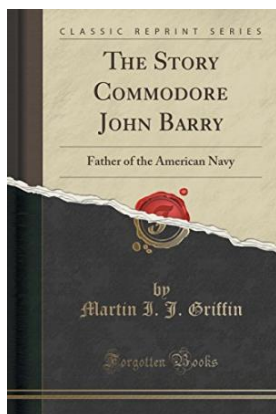 CLASSIC REPRINT SERIES
THE STORY
COMMODORE
JOHN BARRY
Father of the American Navy
by
Martin I. J. Griffin
Forgotten Books